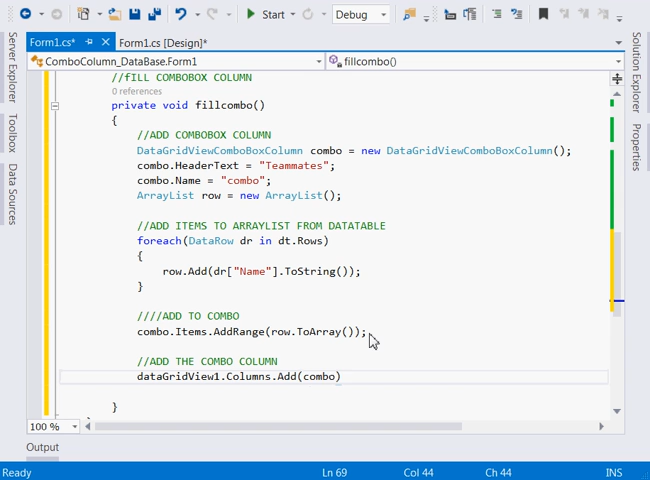 Start
Debug
Form1.cs*
Form1.cs [Design]*
ComboColumn_DataBase.Form1
fillcombo()
Server Explorer
Toolbox
Data Sources
Solution Explorer
Properties
//fILL COMBOBOX COLUMN
0 references
private void fillcombo()
{
//ADD COMBOBOX COLUMN
DataGridViewComboBoxColumn combo = new DataGridViewComboBoxColumn();
combo.HeaderText = "Teammates";
combo.Name = "combo";
ArrayList row = new ArrayList();
//ADD ITEMS TO ARRAYLIST FROM DATATABLE
foreach(DataRow dr in dt.Rows)
{
row.Add(dr["Name"].ToString());
}
////ADD TO COMBO
combo.Items.AddRange(row.ToArray());
//ADD THE COMBO COLUMN
dataGridView1.Columns.Add(combo)
}
100 %
Output
Ready
Ln 69
Col 44
Ch 44
INS